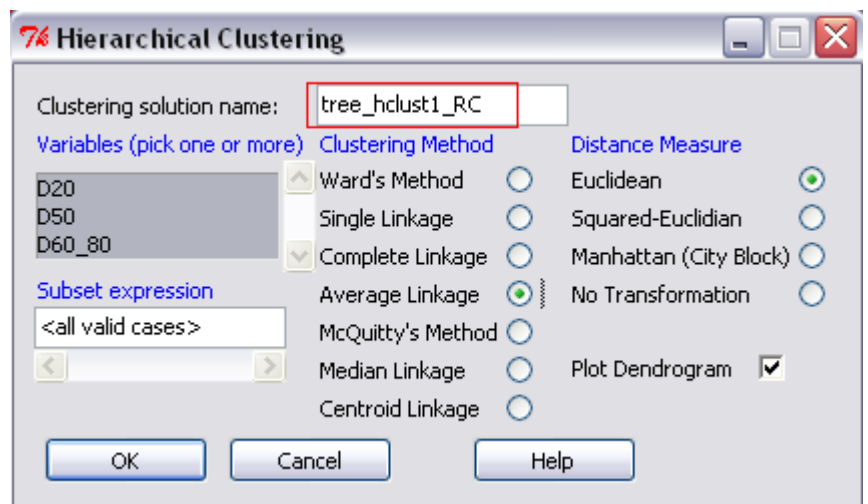 Hierarchical Clustering
Clustering solution name: tree_hclust1_RC
Variables (pick one or more)
D20
D50
D60_80
Subset expression
<all valid cases>
Clustering Method
Ward's Method
Single Linkage
Complete Linkage
Average Linkage
McQuitty's Method
Median Linkage
Centroid Linkage
Distance Measure
Euclidean
Squared-Euclidian
Manhattan (City Block)
No Transformation
Plot Dendrogram
OK
Cancel
Help